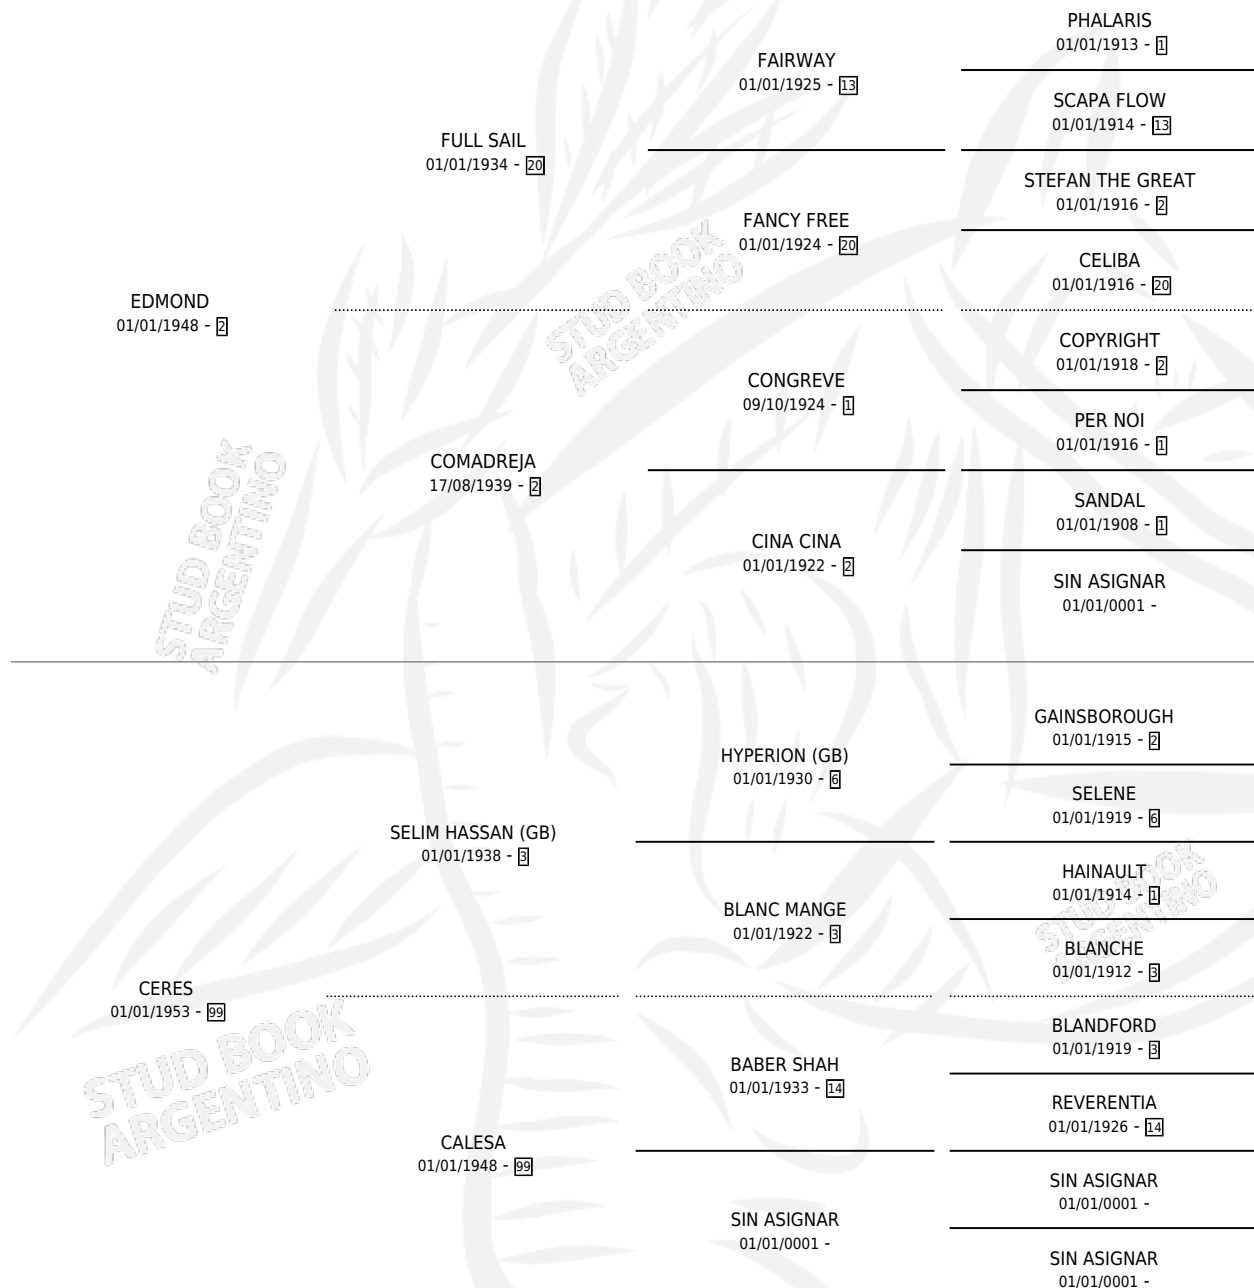 PHALARIS
01/01/1913 - 1
FAIRWAY
01/01/1925 - 13
SCAPA FLOW
01/01/1914 - 13
FULL SAIL
01/01/1934 - 20
STEFAN THE GREAT
01/01/1916 - 2
FANCY FREE
01/01/1924 - 20
CELIBA
01/01/1916 - 20
EDMOND
01/01/1948 - 2
STUD BOOK
ARGENTINO
COPYRIGHT
01/01/1918 - 2
CONGREVE
09/10/1924 - 1
PER NOI
01/01/1916 - 1
COMADREJA
17/08/1939 - 2
SANDAL
01/01/1908 - 1
CINA CINA
01/01/1922 - 2
SIN ASIGNAR
01/01/0001 -
STUD BOOK
ARGENTINO
GAINSBOROUGH
01/01/1915 - 2
HYPERION (GB)
01/01/1930 - 6
SELENE
01/01/1919 - 6
SELIM HASSAN (GB)
01/01/1938 - 3
HAINAULT
01/01/1914 - 1
BLANC MANGE
01/01/1922 - 3
BLANCHE
01/01/1912 - 3
STUD BOOK
ARGENTINO
CERES
01/01/1953 - 99
BLANDFORD
01/01/1919 - 3
BABER SHAH
01/01/1933 - 14
REVERENTIA
01/01/1926 - 14
STUD BOOK
ARGENTINO
CALESA
01/01/1948 - 99
SIN ASIGNAR
01/01/0001 -
SIN ASIGNAR
01/01/0001 -
SIN ASIGNAR
01/01/0001 -